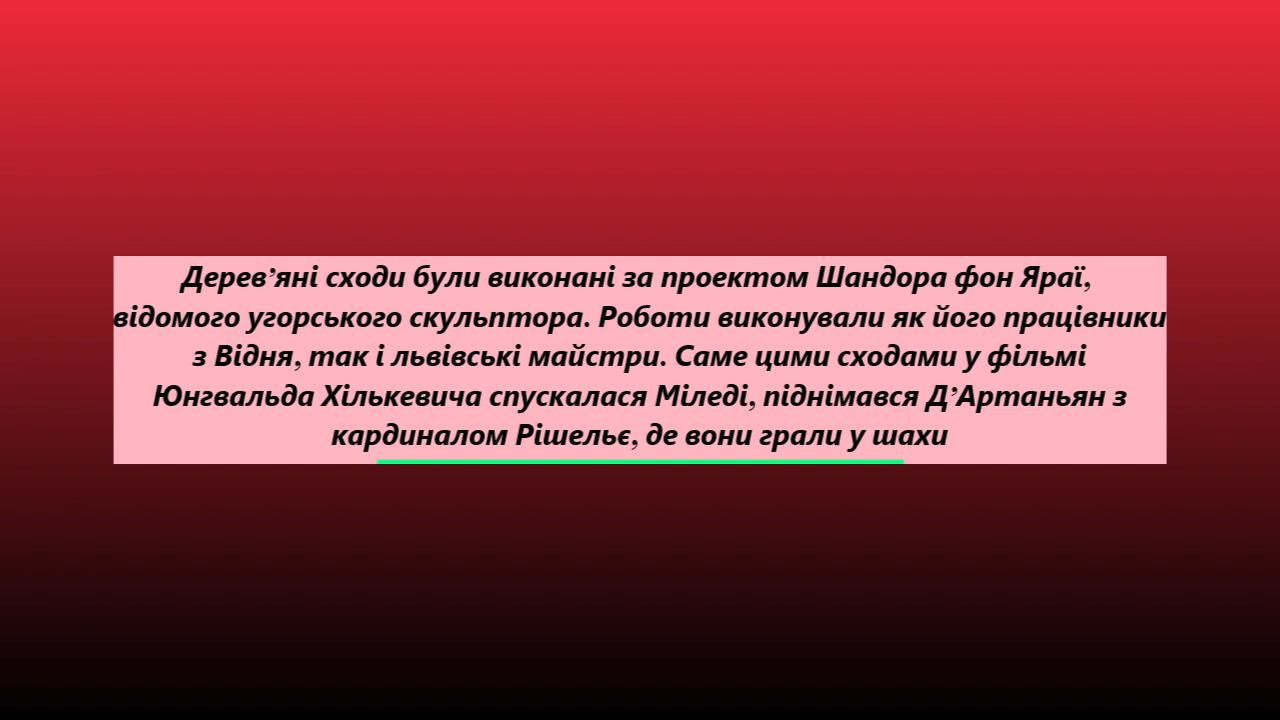 Дерев’яні сходи були виконані за проектом Шандора фон Яраї,
відомого угорського скульптора. Роботи виконували як його працівники
з Відня, так і львівські майстри. Саме цими сходами у фільмі
Юнгвальда Хількевича спускалася Міледі, піднімався Д’Артаньян з
кардиналом Рішельє, де вони грали у шахи